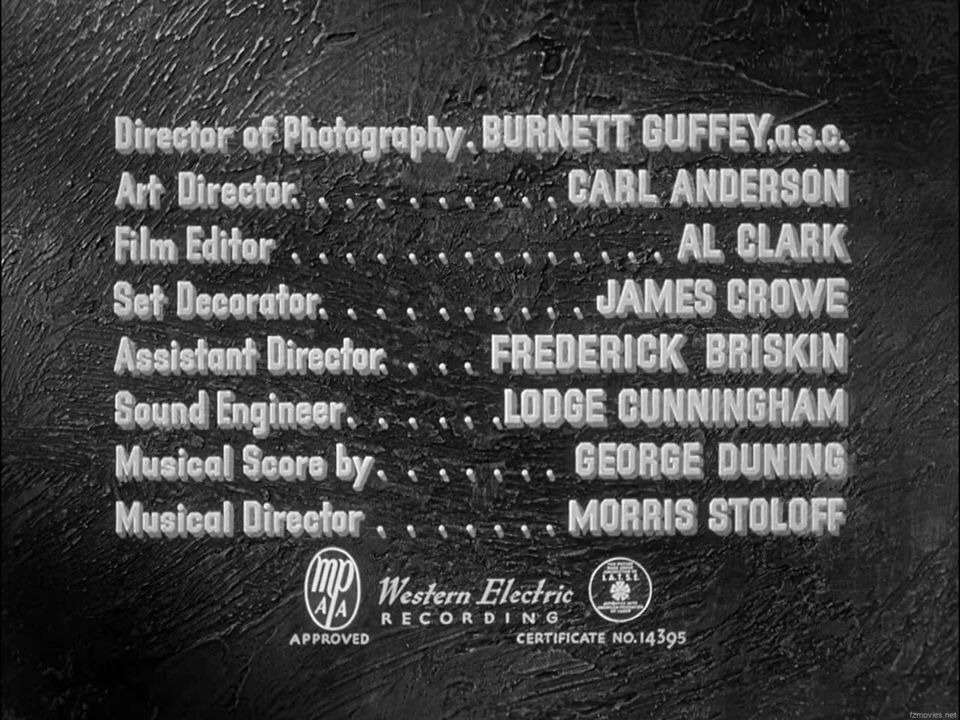 Director of Photography. BURNETT GUFFEY,a.s.c.
Art Director. . . . . . . . . . CARL ANDERSON
Film Editor . . . . . . . . . . . . . AL CLARK
Set Decorator. . . . . . . . . . JAMES CROWE
Assistant Director. . . . FREDERICK BRISKIN
Sound Engineer. . . . . . .LODGE CUNNINGHAM
Musical Score by. . . . . . . GEORGE DUNING
Musical Director . . . . . . . MORRIS STOLOFF
MPAA
Western Electric
RECORDING
I.A.T.S.E.
APPROVED
CERTIFICATE NO.14395
fzmovies.net